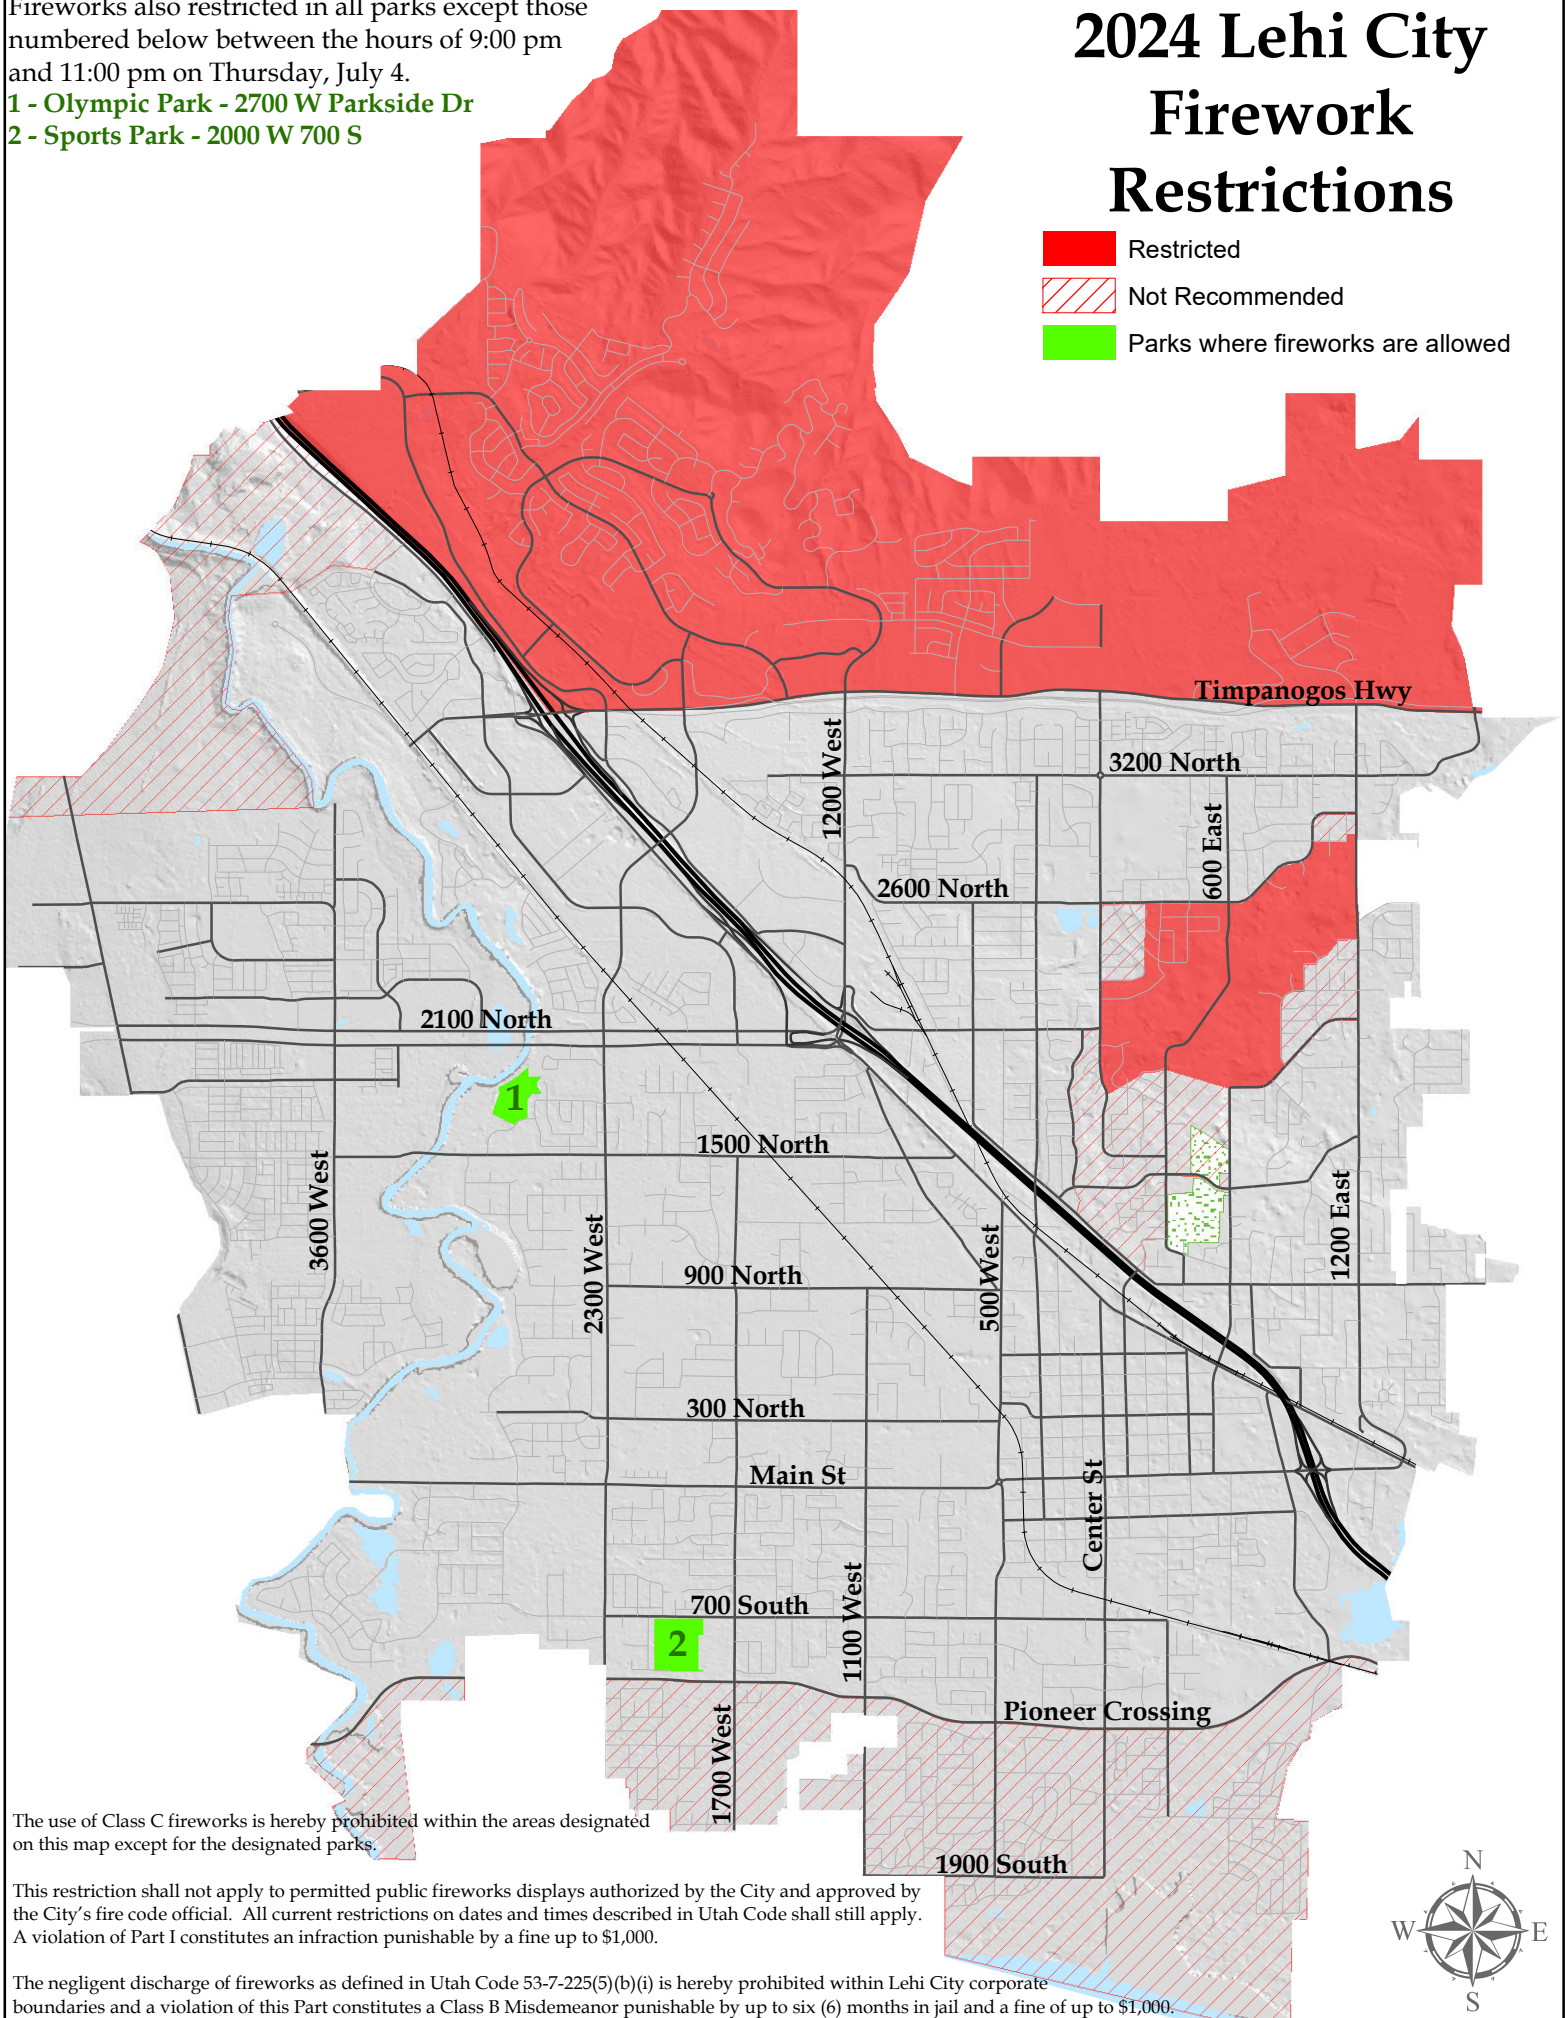 Fireworks also restricted in all parks except those
numbered below between the hours of 9:00 pm
and 11:00 pm on Thursday, July 4.
1 - Olympic Park - 2700 W Parkside Dr
2 - Sports Park - 2000 W 700 S
2024 Lehi City
Firework
Restrictions
Restricted
Not Recommended
Parks where fireworks are allowed
Timpanogos Hwy
3200 North
1200 West
600 East
2600 North
2100 North
1
1500 North
3600 West
2300 West
1200 East
500 West
900 North
300 North
Main St
Center St
700 South
2
1100 West
Pioneer Crossing
1700 West
1900 South
The use of Class C fireworks is hereby prohibited within the areas designated
on this map except for the designated parks.
This restriction shall not apply to permitted public fireworks displays authorized by the City and approved by
the City's fire code official.  All current restrictions on dates and times described in Utah Code shall still apply.
A violation of Part I constitutes an infraction punishable by a fine up to $1,000.
The negligent discharge of fireworks as defined in Utah Code 53-7-225(5)(b)(i) is hereby prohibited within Lehi City corporate
boundaries and a violation of this Part constitutes a Class B Misdemeanor punishable by up to six (6) months in jail and a fine of up to $1,000.
N
W
E
S